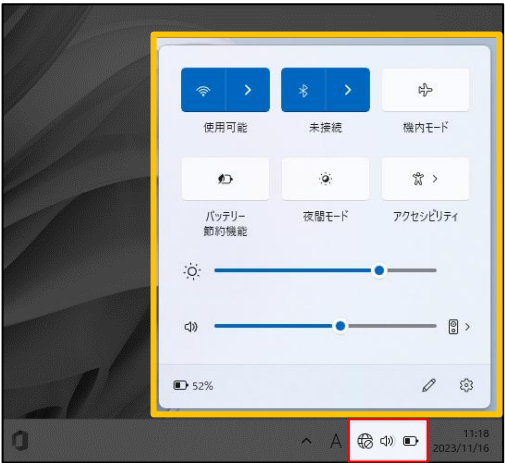 使用可能
未接続
機内モード
バッテリー
節約機能
夜間モード
アクセシビリティ
52%
A
11:18
2023/11/16